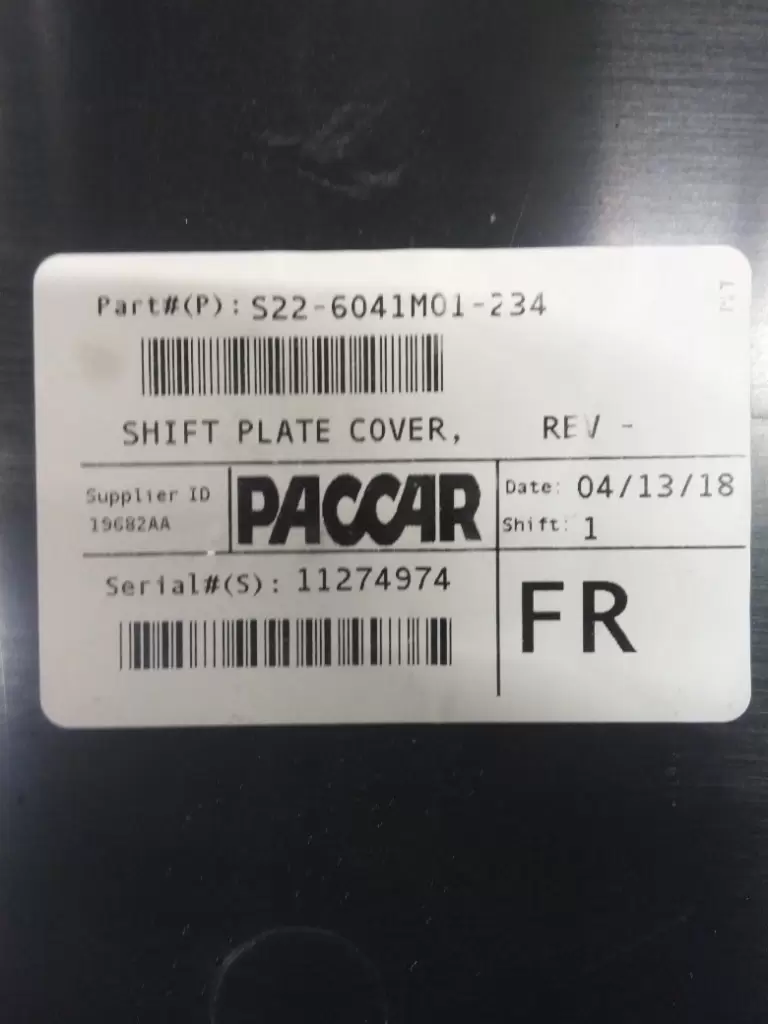 Part#(P): S22-6041M01-234
SHIFT PLATE COVER, REV -
Supplier ID
19682AA
PACCAR
Date: 04/13/18
Shift: 1
Serial#(S): 11274974
FR